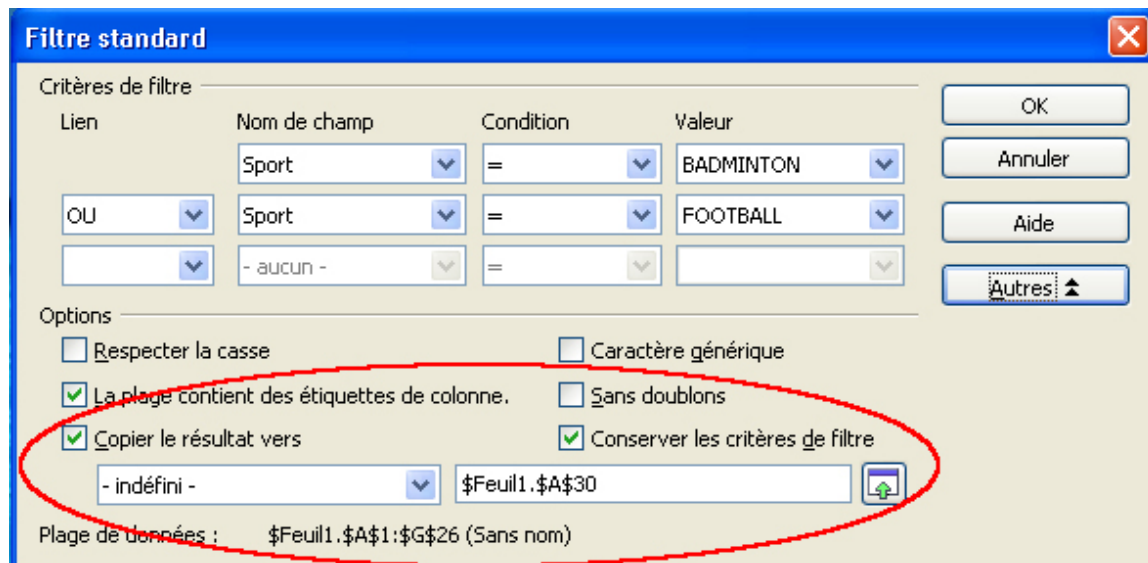 Filtre standard
Critères de filtre
OK
Lien Nom de champ Condition Valeur
Sport = BADMINTON
Annuler
OU Sport = FOOTBALL
Aide
- aucun - =
Autres
Options
Respecter la casse Caractère générique
La plage contient des étiquettes de colonne. Sans doublons
Copier le résultat vers Conserver les critères de filtre
- indéfini - $Feuil1.$A$30
Plage de données : $Feuil1.$A$1:$G$26 (Sans nom)